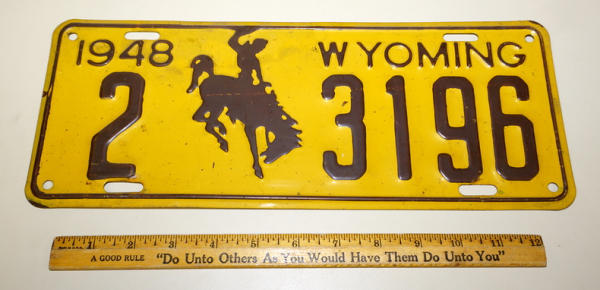 1948 WYOMING
2 3196
1 2 3 4 5 6 7 8 9 10 11 12
A GOOD RULE "Do Unto Others As You Would Have Them Do Unto You"